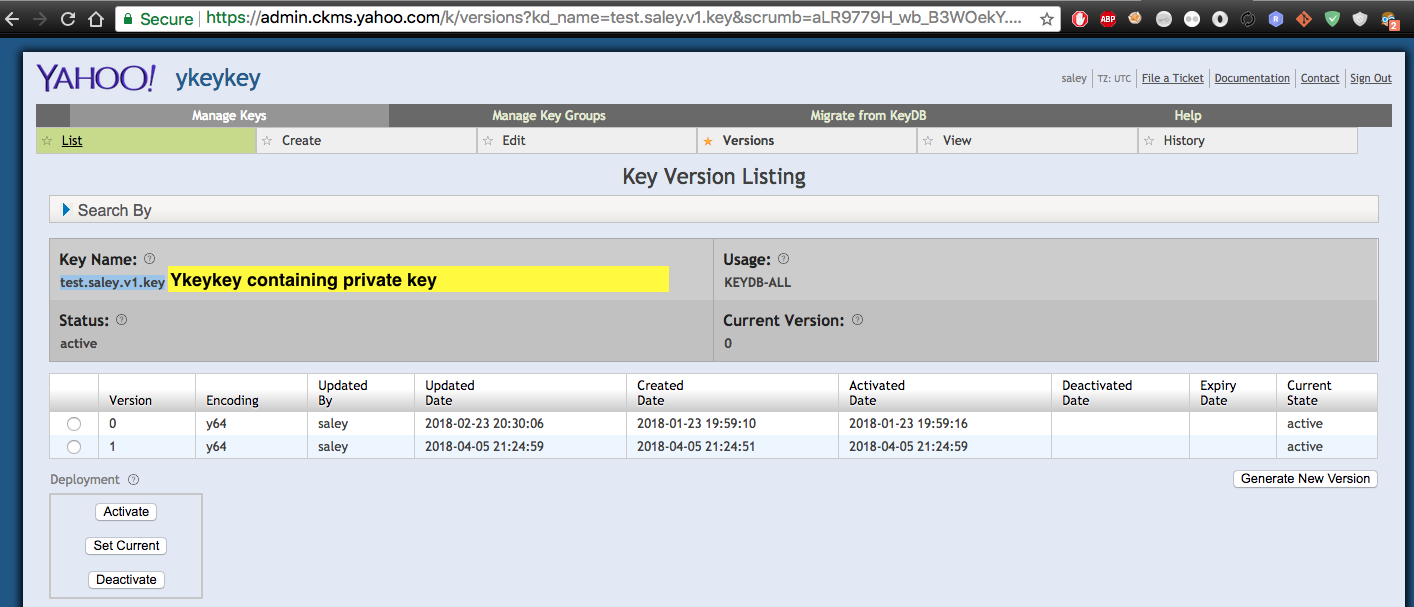 Secure https://admin.ckms.yahoo.com/k/versions?kd_name=test.saley.v1.key&scrumb=aLR9779H_wb_B3WOekY....
ABP R 2
YAHOO! ykeykey
saley TZ: UTC File a Ticket Documentation Contact Sign Out
Manage Keys Manage Key Groups Migrate from KeyDB Help
List Create Edit Versions View History
Key Version Listing
Search By
Key Name: ? Usage: ?
test.saley.v1.key Ykeykey containing private key KEYDB-ALL
Status: ? Current Version: ?
active 0
Updated Updated Created Activated Deactivated Expiry Current
Version Encoding By Date Date Date Date Date State
0 y64 saley 2018-02-23 20:30:06 2018-01-23 19:59:10 2018-01-23 19:59:16 active
1 y64 saley 2018-04-05 21:24:59 2018-04-05 21:24:51 2018-04-05 21:24:59 active
Deployment ? Generate New Version
Activate
Set Current
Deactivate